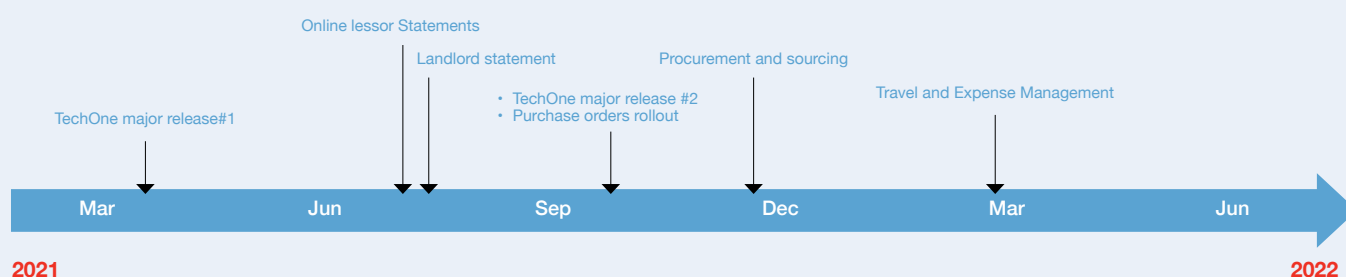 Online lessor Statements
Landlord statement
Procurement and sourcing
Travel and Expense Management
• TechOne major release #2
• Purchase orders rollout
TechOne major release#1
Mar Jun Sep Dec Mar Jun
2021 2022